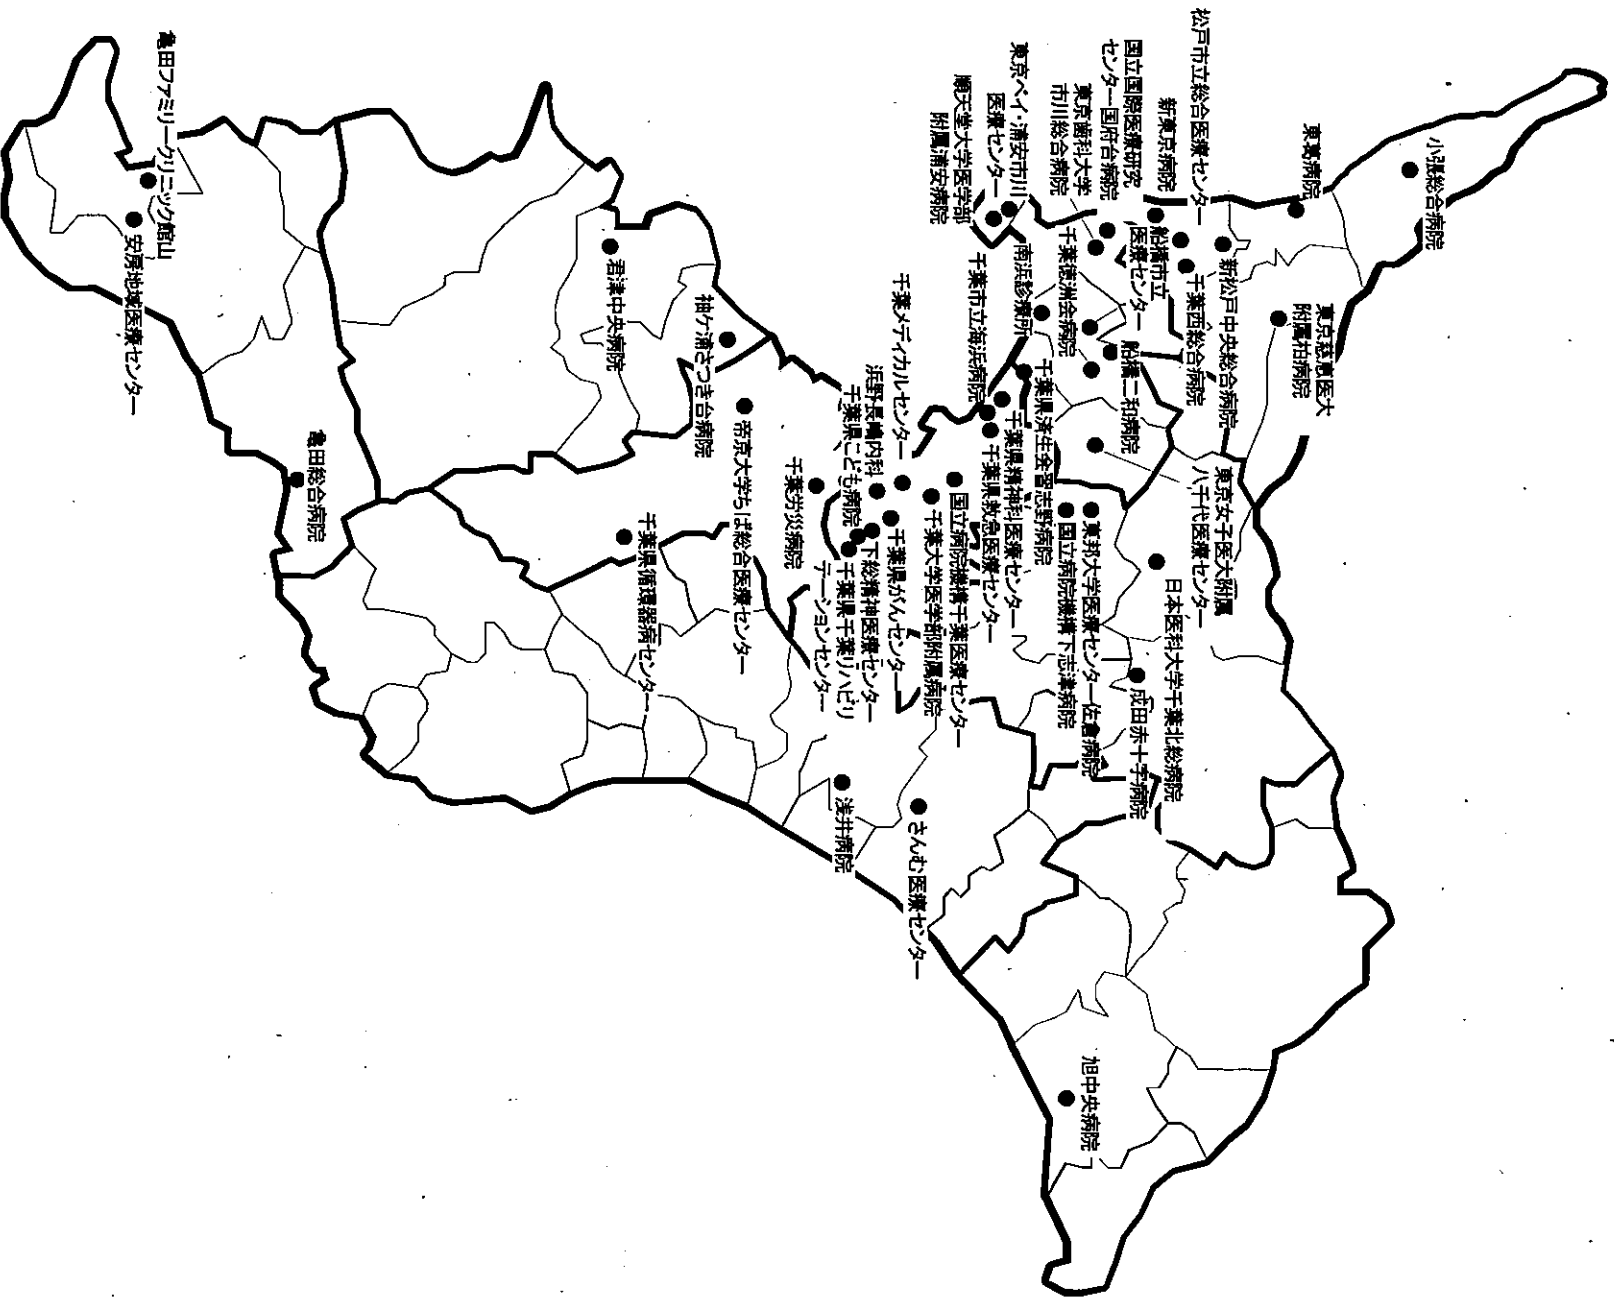 小張総合病院
東葛病院
東京慈恵医大
附属柏病院
松戸市立総合医療センター
新東京病院
国立国際医療研究
センター国府台病院
東京歯科大学
市川総合病院
東京ベイ・浦安市川
医療センター
順天堂大学医学部
附属浦安病院
新松戸中央総合病院
千葉西総合病院
船橋市立
医療センター
船橋二和病院
千葉徳洲会病院
南浜診療所
千葉市立海浜病院
千葉県済生会習志野病院
千葉県精神科医療センター
千葉県救急医療センター
東京女子医大附属
八千代医療センター
日本医科大学千葉北総病院
成田赤十字病院
東邦大学医療センター佐倉病院
国立病院機構下志津病院
国立病院機構千葉医療センター
千葉大学医学部附属病院
千葉メディカルセンター
千葉県がんセンター
浜野長嶋内科
下総精神医療センター
千葉県こども病院
千葉県千葉リハビリ
テーションセンター
千葉労災病院
帝京大学ちば総合医療センター
袖ケ浦さつき台病院
千葉県循環器病センター
君津中央病院
さんむ医療センター
浅井病院
旭中央病院
亀田総合病院
亀田ファミリークリニック館山
安房地域医療センター